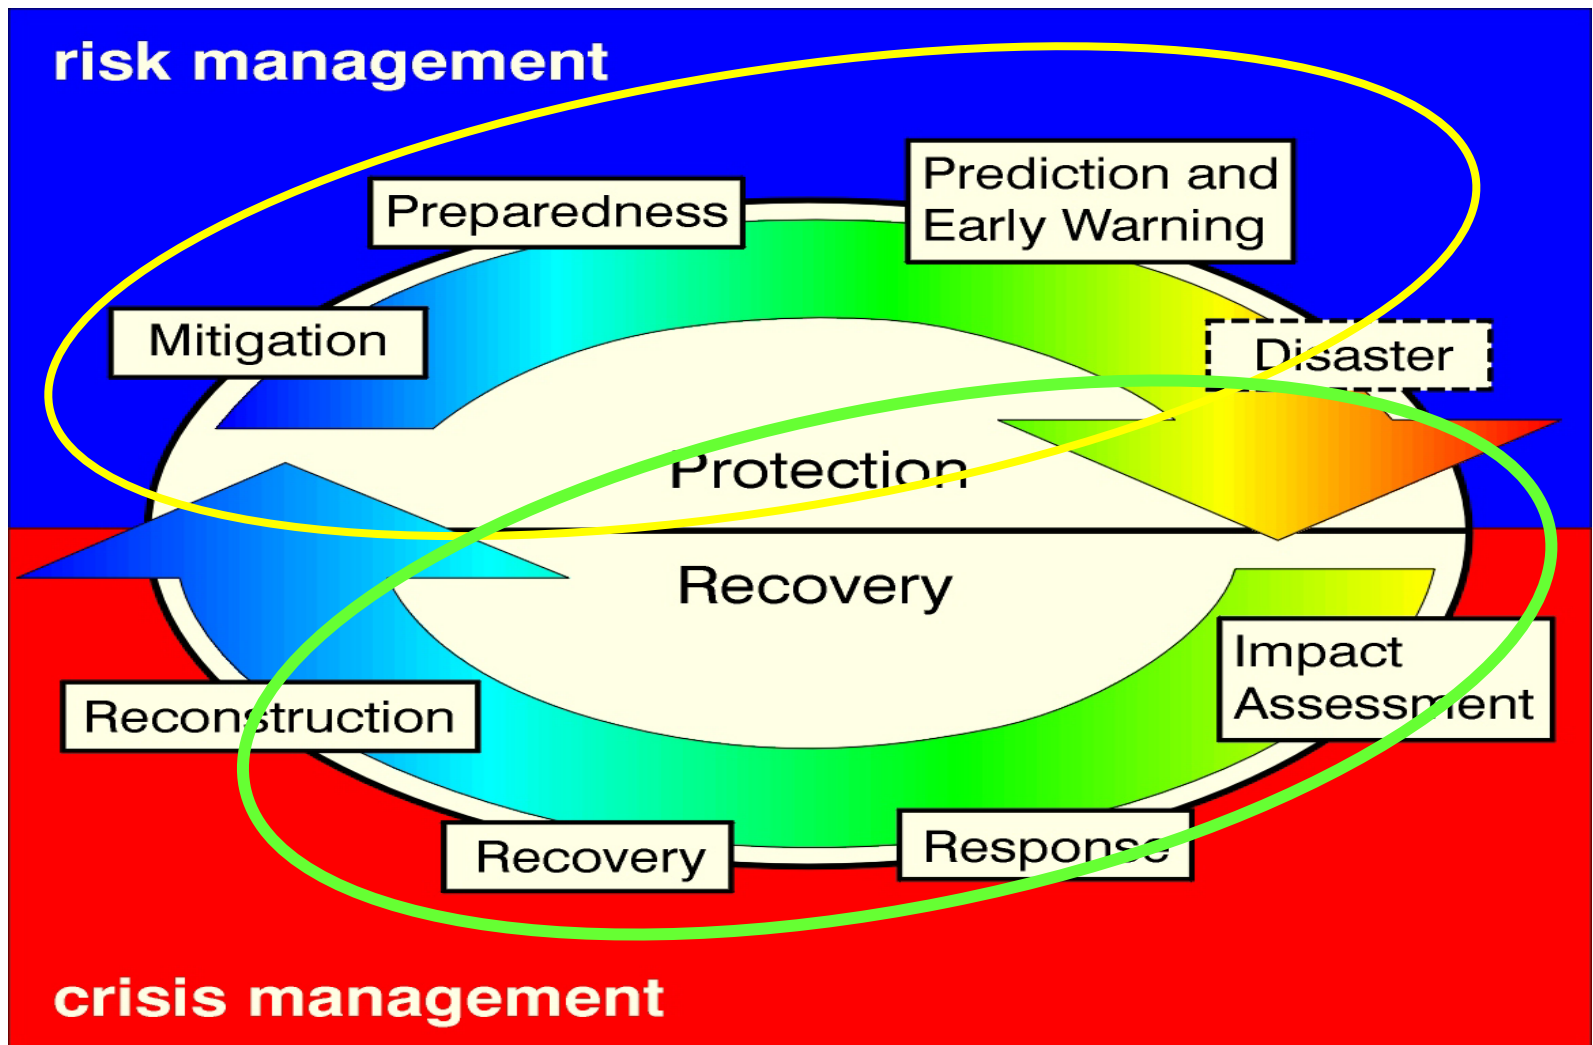 risk management
Preparedness
Prediction and
Early Warning
Mitigation
Disaster
Protection
Recovery
Impact
Assessment
Reconstruction
Recovery
Response
crisis management